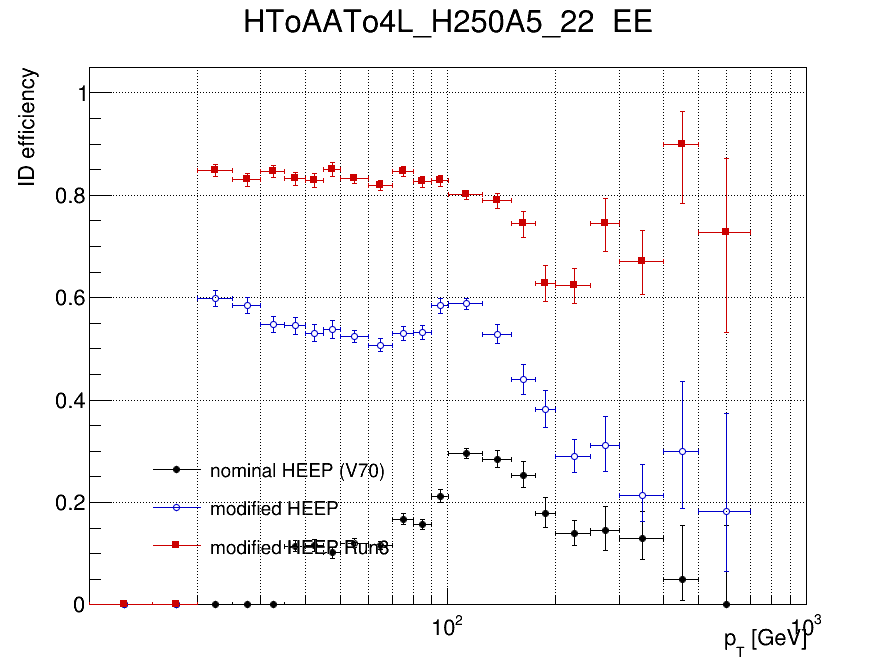 HToAATo4L_H250A5_22 EE
ID efficiency
1
0.8
0.6
0.4
0.2
0
nominal HEEP (V70)
modified HEEP
modified HEEP Run3
10²
10³
p_T [GeV]